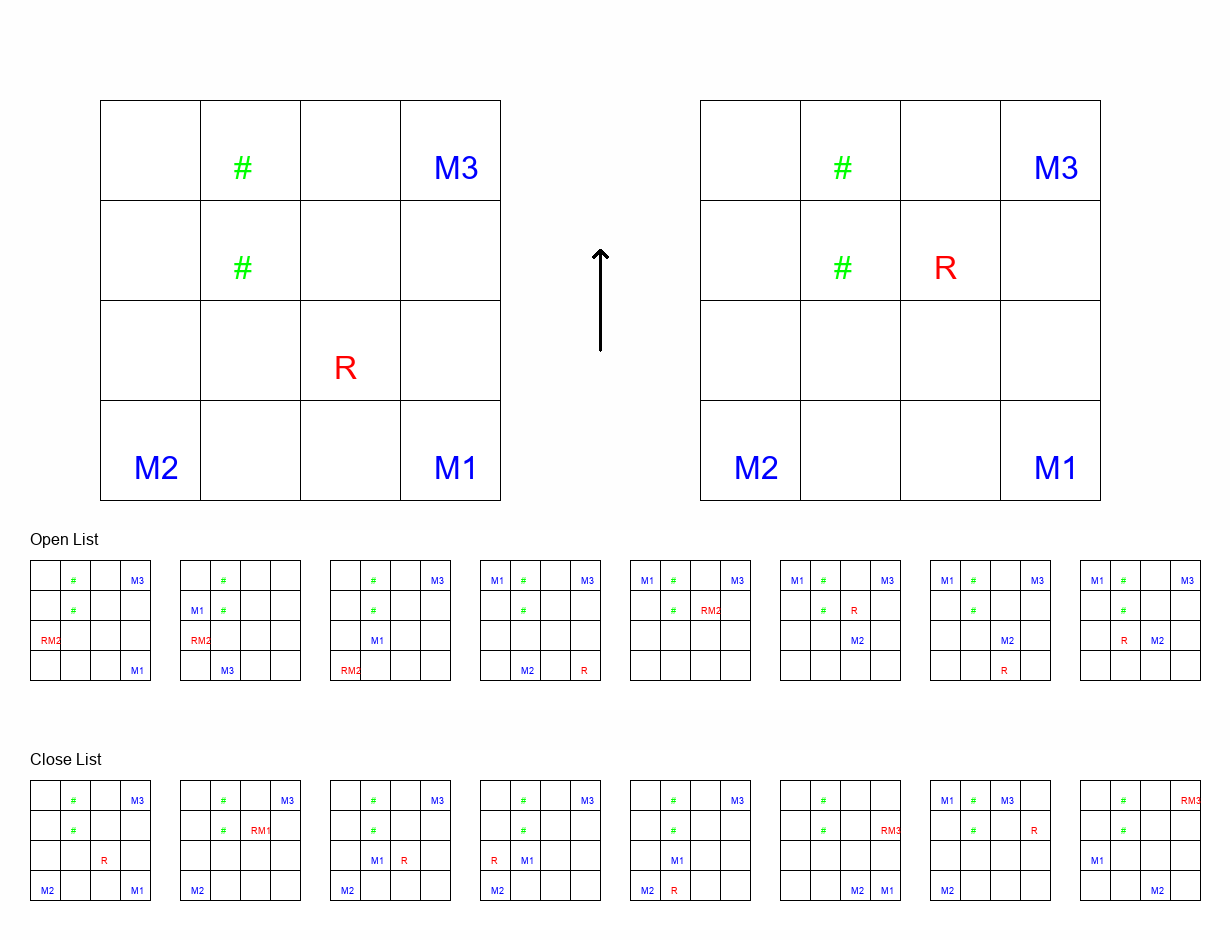 # M3 # M3
# # R
R
M2 M1 M2 M1
Open List
# M3 # # M3 M1 # M3 M1 # M3 M1 # M3 M1 # M3 M1 # M3
# M1 # # # # RM2 # R # #
RM2 RM2 M1 M2 M2 R M2
M1 M3 RM2 M2 R R
Close List
# M3 # M3 # M3 # M3 # M3 # M1 # M3 # RM3
# # RM1 # # # # RM3 # R #
R M1 R R M1 M1 M1
M2 M1 M2 M2 M2 M2 R M2 M1 M2 M2